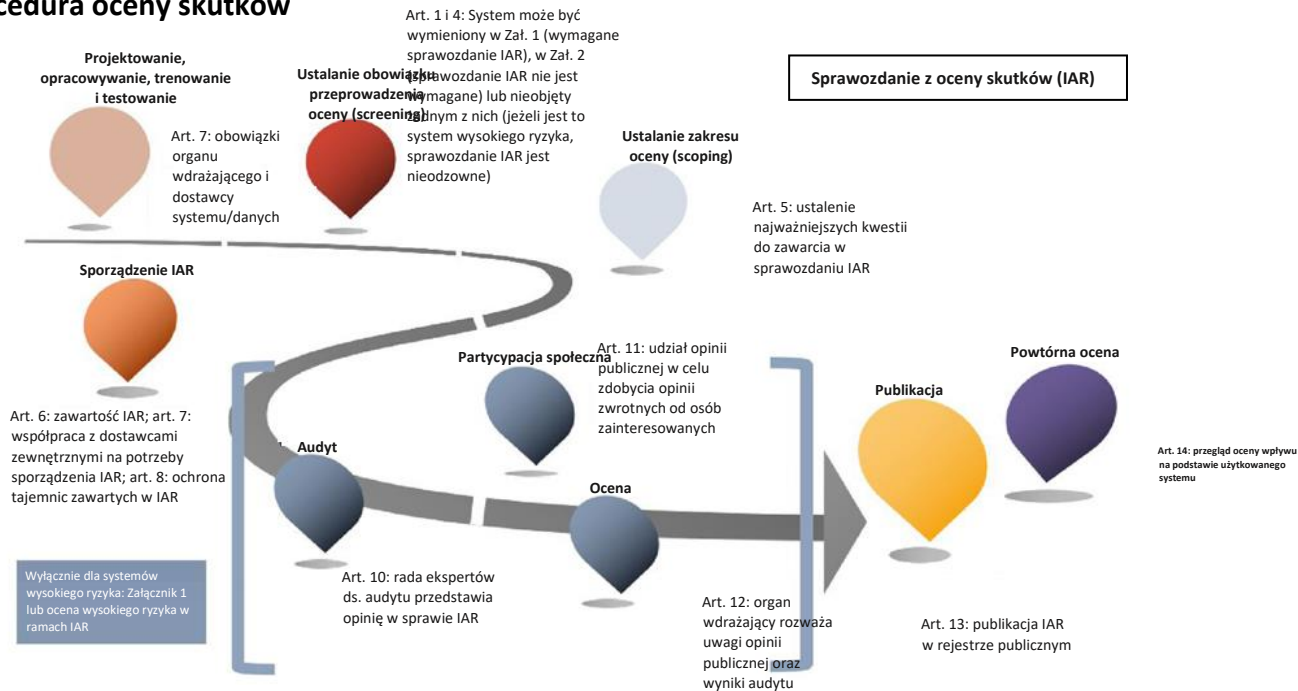 cedura oceny skutków
Projektowanie,
opracowywanie, trenowanie
i testowanie
Art. 7: obowiązki
organu
wdrażającego i
dostawcy
systemu/danych
Ustalanie obowiązku
przeprowadzenia
oceny (screening)
Art. 1 i 4: System może być
wymieniony w Zał. 1 (wymagane
sprawozdanie IAR), w Zał. 2
(sprawozdanie IAR nie jest
wymagane) lub nieobjęty
żadnym z nich (jeżeli jest to
system wysokiego ryzyka,
sprawozdanie IAR jest
nieodzowne)
Sprawozdanie z oceny skutków (IAR)
Ustalanie zakresu
oceny (scoping)
Art. 5: ustalenie
najważniejszych kwestii
do zawarcia w
sprawozdaniu IAR
Sporządzenie IAR
Art. 6: zawartość IAR; art. 7:
współpraca z dostawcami
zewnętrznymi na potrzeby
sporządzenia IAR; art. 8: ochrona
tajemnic zawartych w IAR
Wyłącznie dla systemów
wysokiego ryzyka: Załącznik 1
lub ocena wysokiego ryzyka w
ramach IAR
Audyt
Art. 10: rada ekspertów
ds. audytu przedstawia
opinię w sprawie IAR
Partycypacja społeczna
Art. 11: udział opinii
publicznej w celu
zdobycia opinii
zwrotnych od osób
zainteresowanych
Ocena
Art. 12: organ
wdrażający rozważa
uwagi opinii
publicznej oraz
wyniki audytu
Publikacja
Art. 13: publikacja IAR
w rejestrze publicznym
Powtórna ocena
Art. 14: przegląd oceny wpływu
na podstawie użytkowanego
systemu